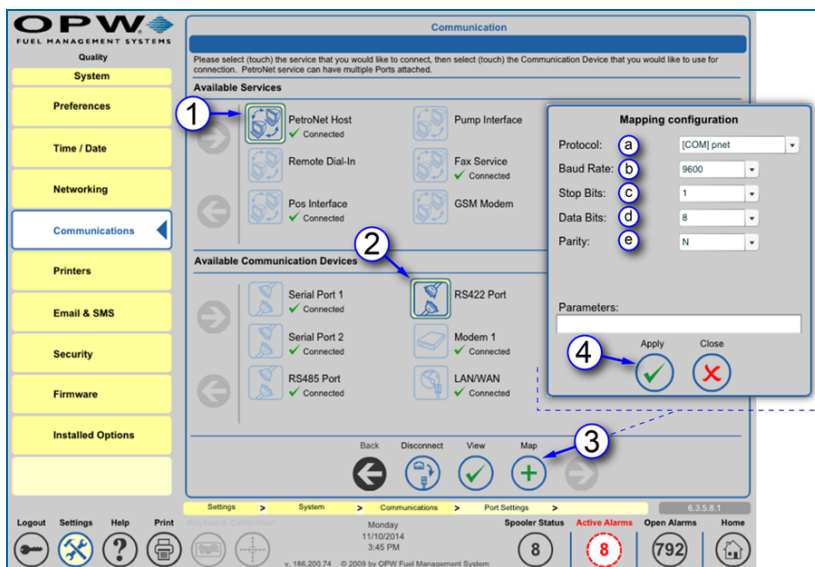 OPW
FUEL MANAGEMENT SYSTEMS
Quality
System
Preferences
Time / Date
Networking
Communications
Printers
Email & SMS
Security
Firmware
Installed Options
Communication
Please select (touch) the service that you would like to connect, then select (touch) the Communication Device that you would like to use for
connection. PetroNet service can have multiple Ports attached.
Available Services
1
PetroNet Host
Connected
Pump Interface
Remote Dial-In
Fax Service
Connected
Pos Interface
Connected
GSM Modem
2
Available Communication Devices
Serial Port 1
Connected
RS422 Port
Serial Port 2
Connected
Modem 1
Connected
RS485 Port
Connected
LAN/WAN
Connected
Back
Disconnect
View
Map
3
Mapping configuration
Protocol: a [COM] pnet
Baud Rate: b 9600
Stop Bits: c 1
Data Bits: d 8
Parity: e N
Parameters:
4
Apply
Close
Settings > System > Communications > Port Settings > 6.3.5.8.1
Logout Settings Help Print Keyboard Calibration
Monday
11/10/2014
3:45 PM
v. 186.200.74 © 2009 by OPW Fuel Management System
Spooler Status
8
Active Alarms
8
Open Alarms
792
Home